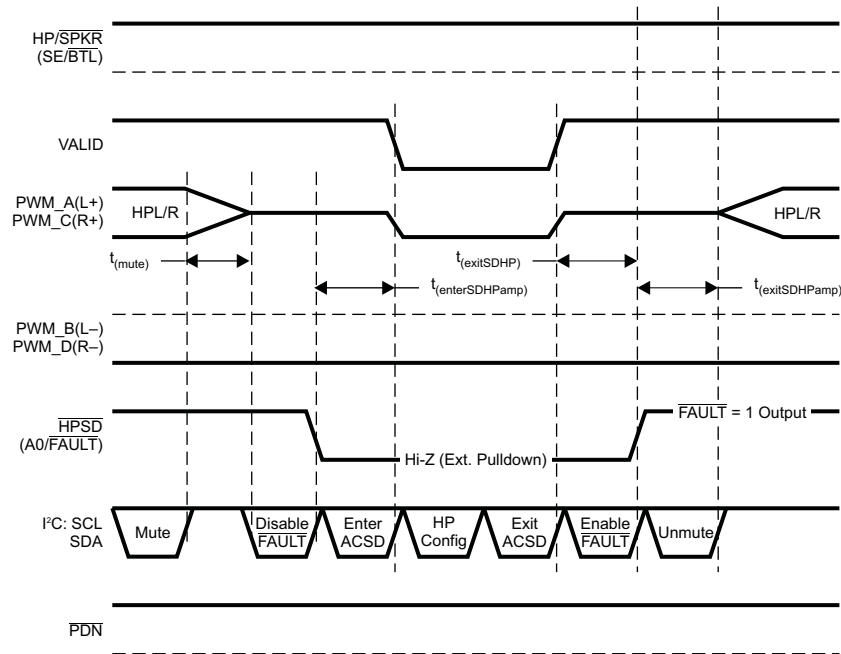 HP/SPKR
(SE/BTL)
VALID
PWM_A(L+)
PWM_C(R+)
HPL/R
HPL/R
t(mute)
t(exitSDHP)
t(enterSDHPamp)
t(exitSDHPamp)
PWM_B(L–)
PWM_D(R–)
HPSD
(A0/FAULT)
FAULT = 1 Output
Hi-Z (Ext. Pulldown)
I²C: SCL
SDA
Mute
Disable
FAULT
Enter
ACSD
HP
Config
Exit
ACSD
Enable
FAULT
Unmute
PDN